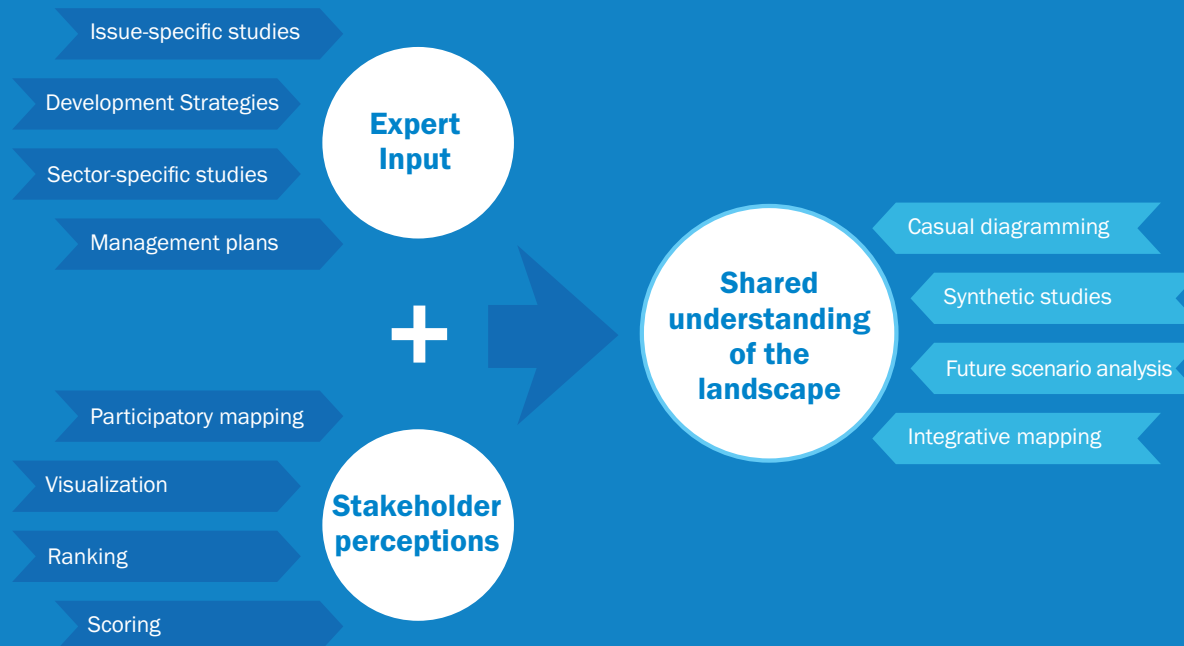 Issue-specific studies
Development Strategies
Sector-specific studies
Management plans
Expert
Input
+
Participatory mapping
Visualization
Ranking
Scoring
Stakeholder
perceptions
Shared
understanding
of the
landscape
Casual diagramming
Synthetic studies
Future scenario analysis
Integrative mapping